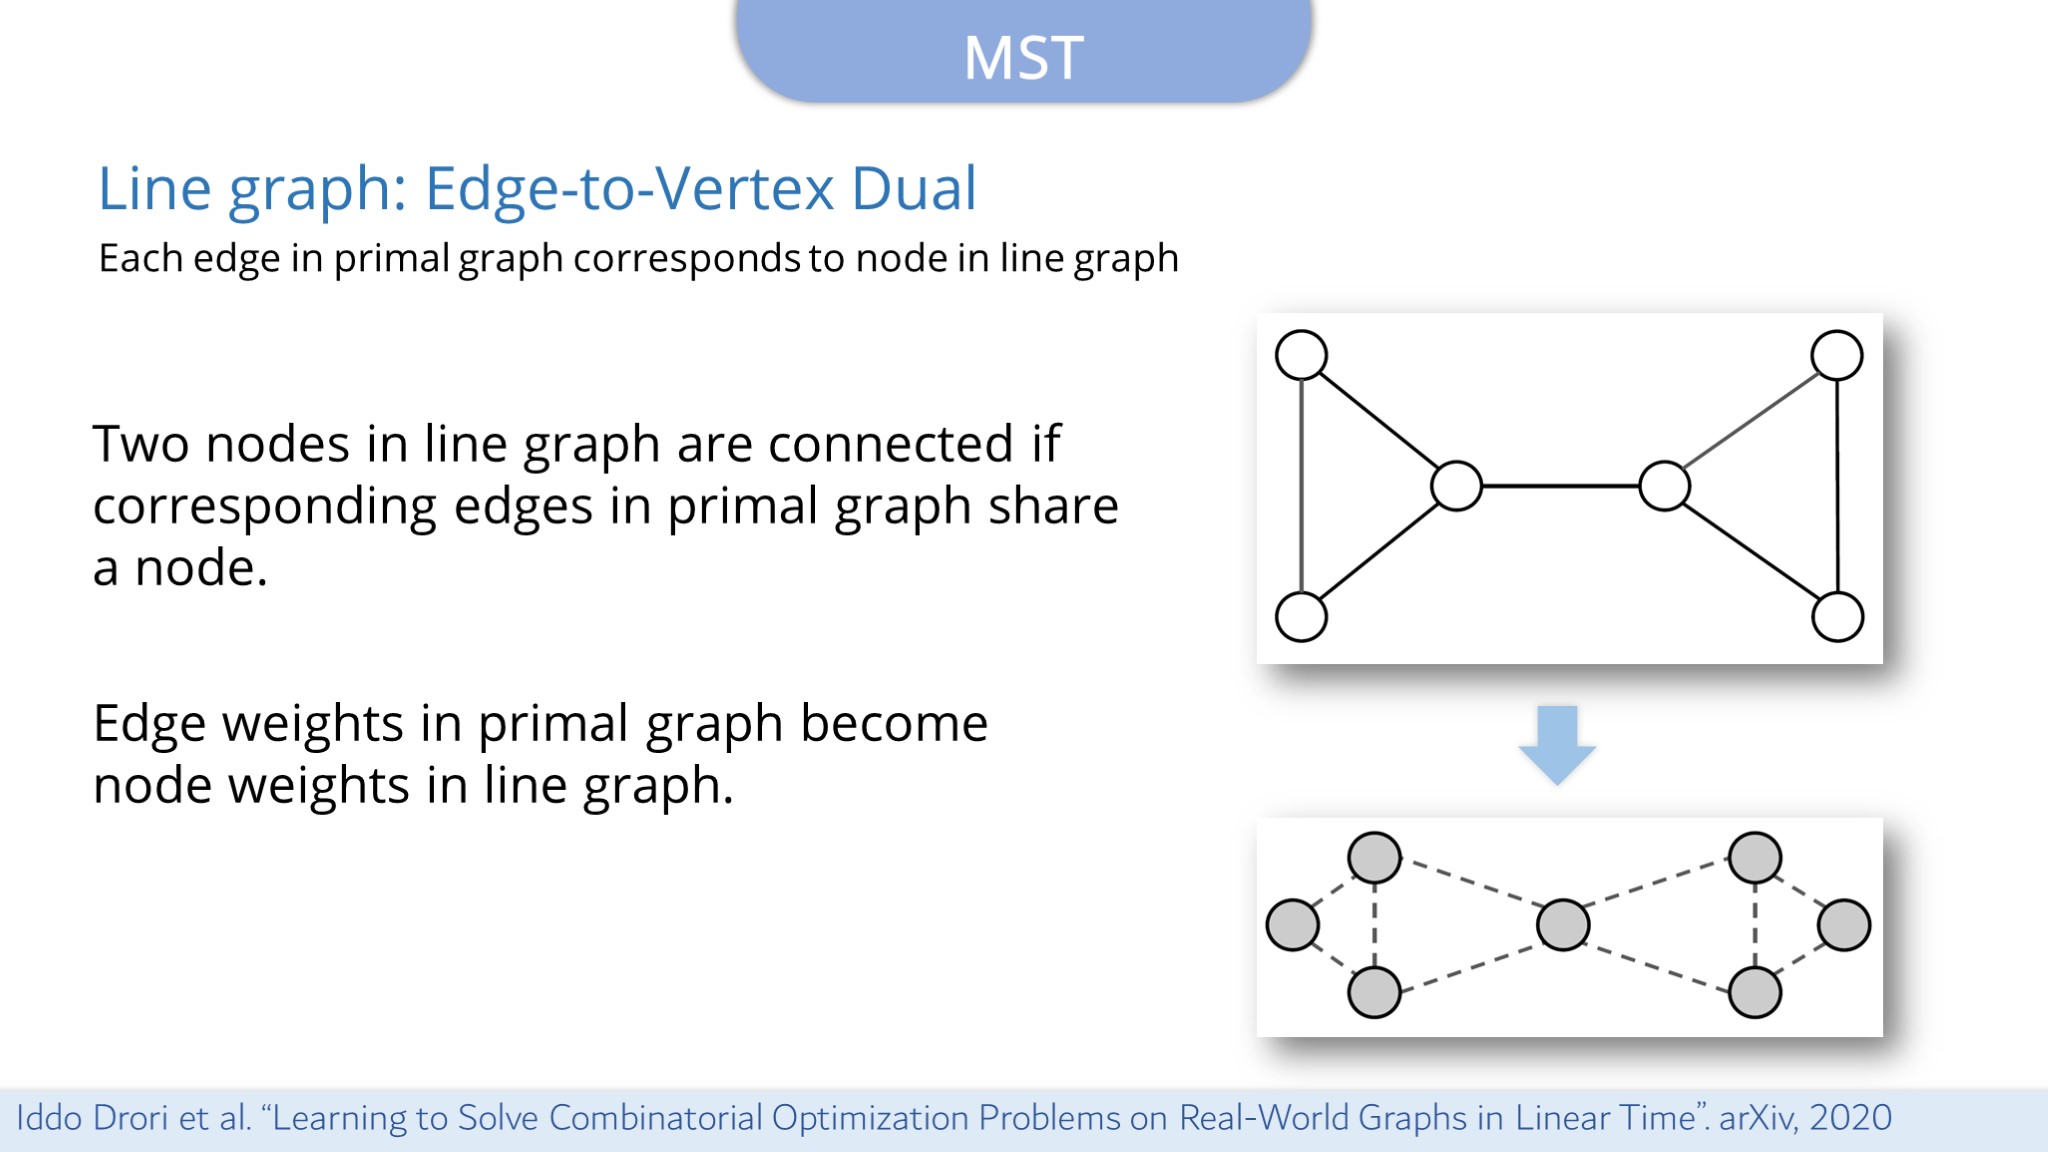 MST
Line graph: Edge-to-Vertex Dual
Each edge in primal graph corresponds to node in line graph
Two nodes in line graph are connected if
corresponding edges in primal graph share
a node.
Edge weights in primal graph become
node weights in line graph.
Iddo Drori et al. “Learning to Solve Combinatorial Optimization Problems on Real-World Graphs in Linear Time”. arXiv, 2020